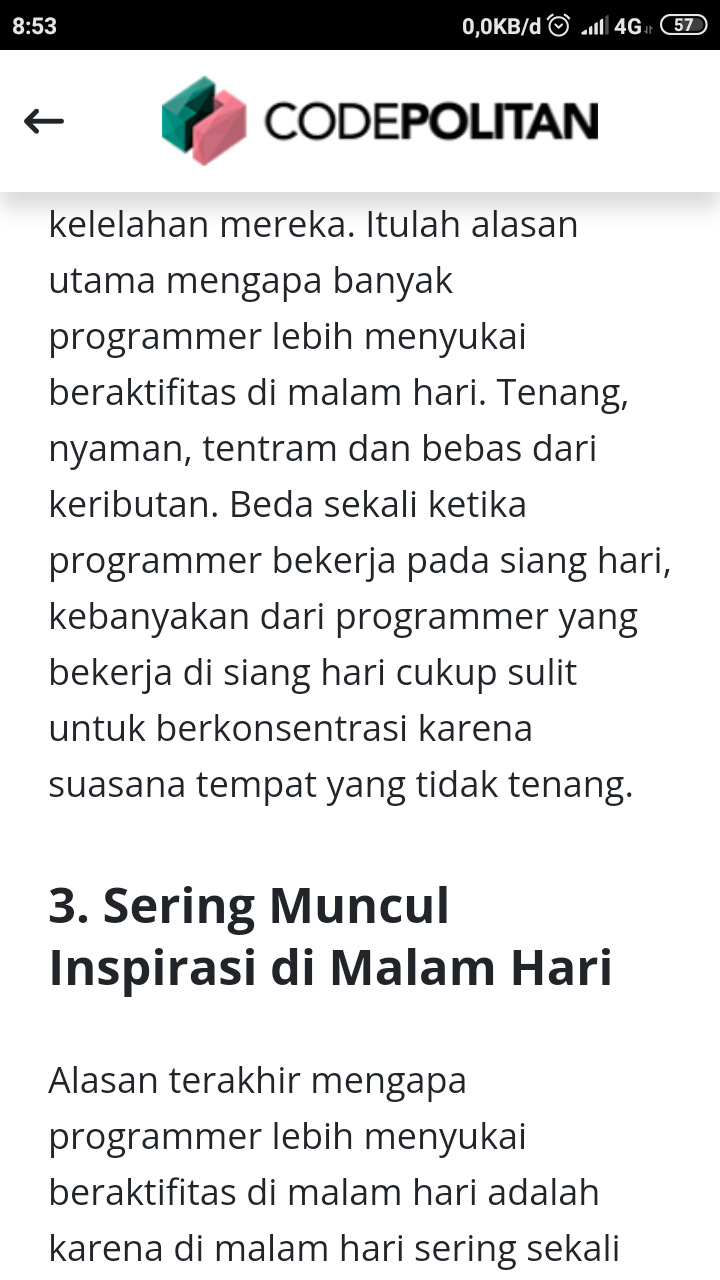 8:53
0,0KB/d
4G
57
CODEPOLITAN
kelelahan mereka. Itulah alasan
utama mengapa banyak
programmer lebih menyukai
beraktifitas di malam hari. Tenang,
nyaman, tentram dan bebas dari
keributan. Beda sekali ketika
programmer bekerja pada siang hari,
kebanyakan dari programmer yang
bekerja di siang hari cukup sulit
untuk berkonsentrasi karena
suasana tempat yang tidak tenang.
3. Sering Muncul
Inspirasi di Malam Hari
Alasan terakhir mengapa
programmer lebih menyukai
beraktifitas di malam hari adalah
karena di malam hari sering sekali